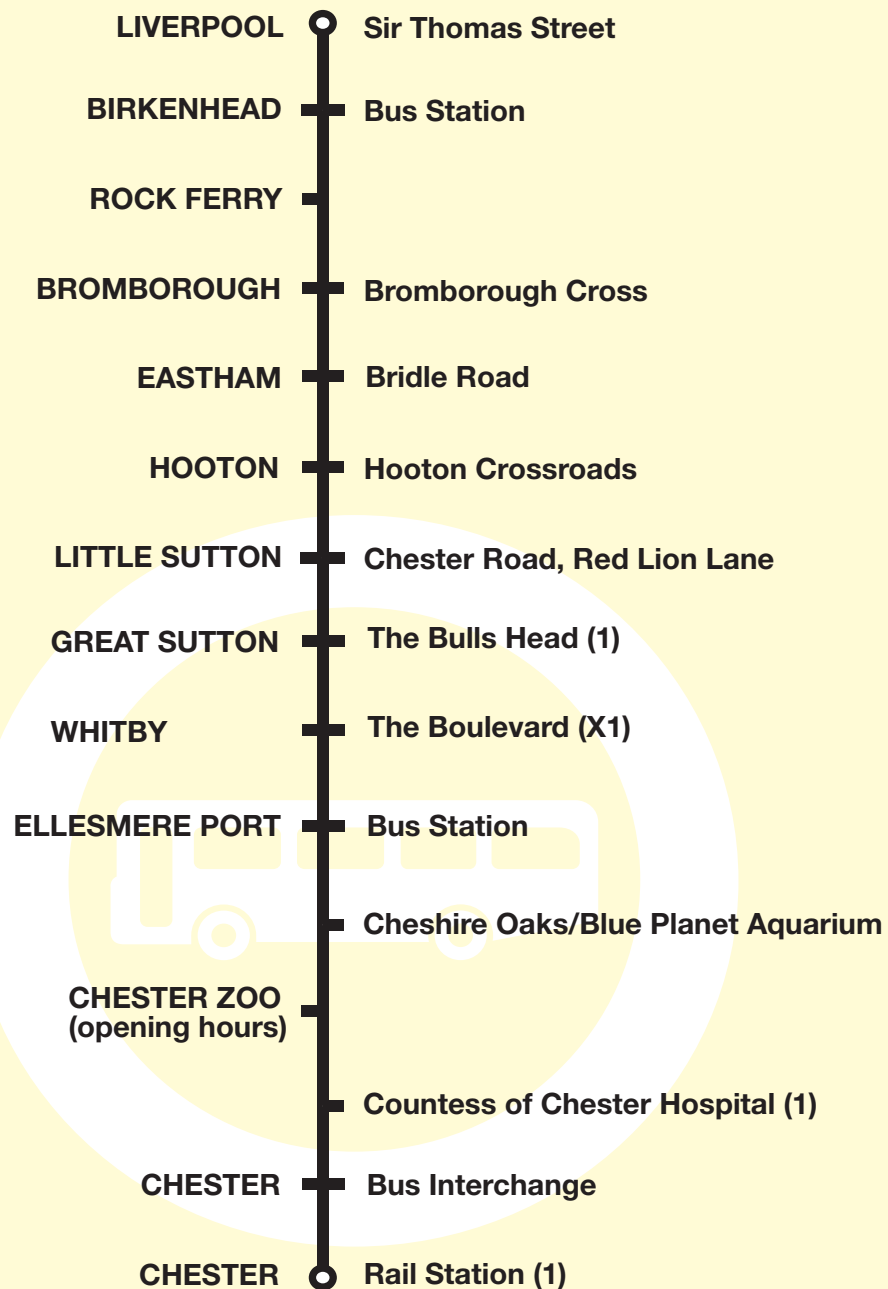 LIVERPOOL Sir Thomas Street
BIRKENHEAD Bus Station
ROCK FERRY
BROMBOROUGH Bromborough Cross
EASTHAM Bridle Road
HOOTON Hooton Crossroads
LITTLE SUTTON Chester Road, Red Lion Lane
GREAT SUTTON The Bulls Head (1)
WHITBY The Boulevard (X1)
ELLESMERE PORT Bus Station
Cheshire Oaks/Blue Planet Aquarium
CHESTER ZOO
(opening hours)
Countess of Chester Hospital (1)
CHESTER Bus Interchange
CHESTER Rail Station (1)